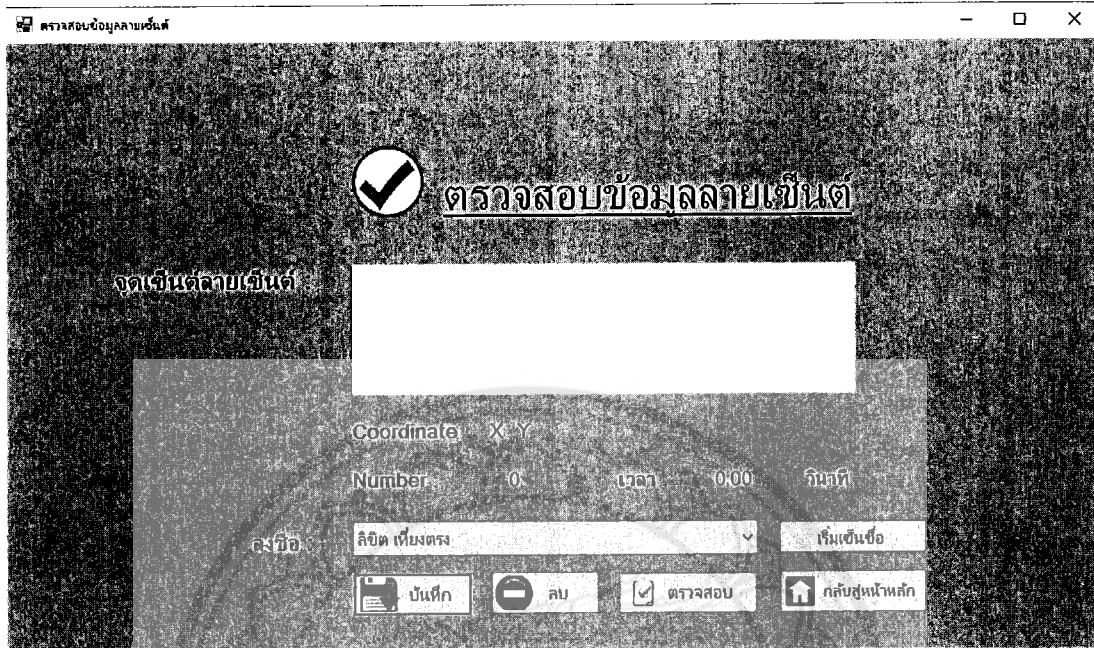 ตรวจสอบข้อมูลลายเซ็นต์
ตรวจสอบข้อมูลลายเซ็นต์
จุดเซ็นต์ลายเซ็นต์ :
Coordinate X, Y
Number 0 เวลา 0.00 วินาที
ลงชื่อ : ลิขิต เที่ยงตรง เริ่มเซ็นชื่อ
บันทึก ลบ ตรวจสอบ กลับสู่หน้าหลัก